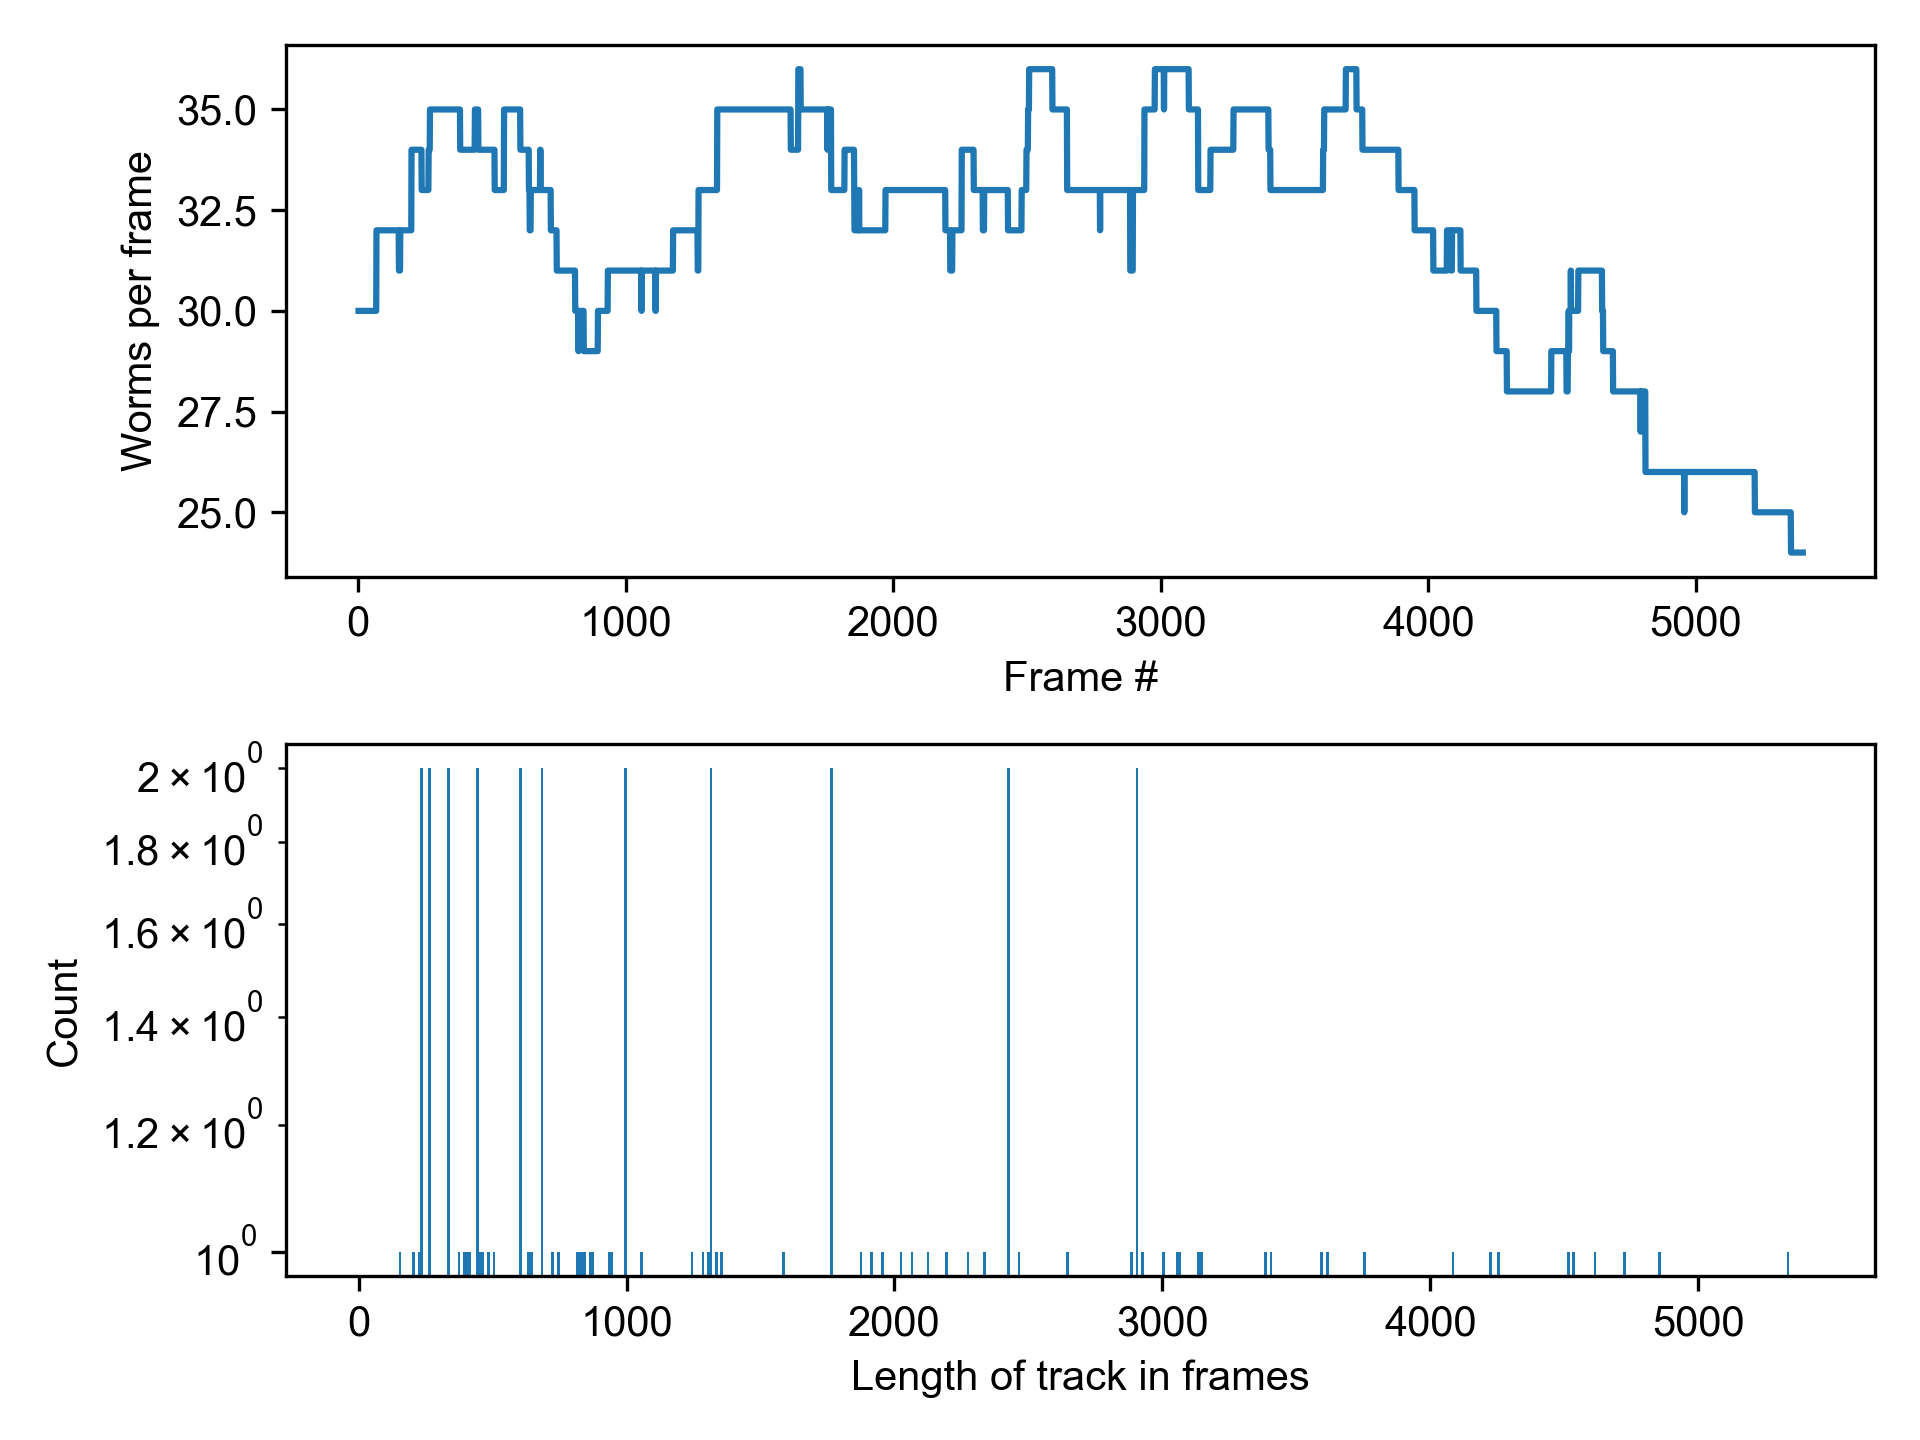 35.0
32.5
30.0
27.5
25.0
Worms per frame
0 1000 2000 3000 4000 5000
Frame #
2 × 10⁰
1.8 × 10⁰
1.6 × 10⁰
1.4 × 10⁰
1.2 × 10⁰
10⁰
Count
0 1000 2000 3000 4000 5000
Length of track in frames